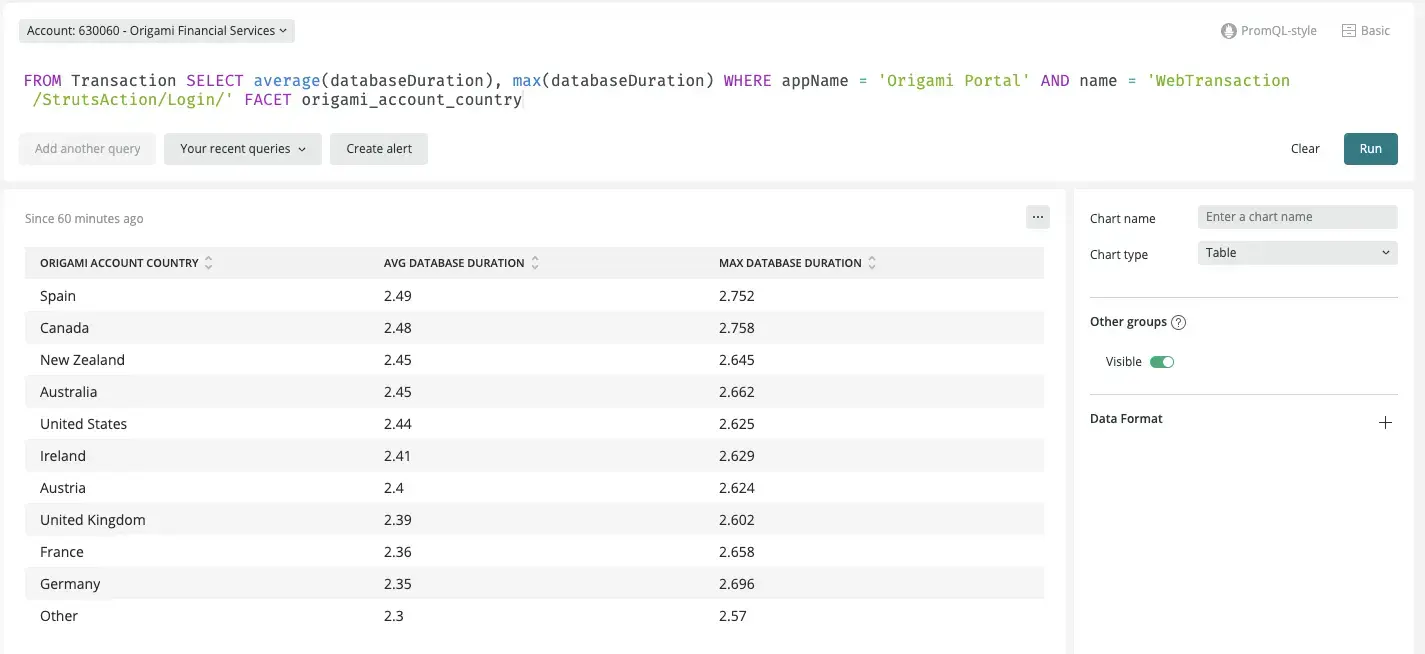 Account: 630060 - Origami Financial Services
PromQL-style
Basic
FROM Transaction SELECT average(databaseDuration), max(databaseDuration) WHERE appName = 'Origami Portal' AND name = 'WebTransaction
/StrutsAction/Login/' FACET origami_account_country
Add another query
Your recent queries
Create alert
Clear
Run
Since 60 minutes ago
...
ORIGAMI ACCOUNT COUNTRY AVG DATABASE DURATION MAX DATABASE DURATION
Spain 2.49 2.752
Canada 2.48 2.758
New Zealand 2.45 2.645
Australia 2.45 2.662
United States 2.44 2.625
Ireland 2.41 2.629
Austria 2.4 2.624
United Kingdom 2.39 2.602
France 2.36 2.658
Germany 2.35 2.696
Other 2.3 2.57
Chart name Enter a chart name
Chart type Table
Other groups ?
Visible
Data Format +